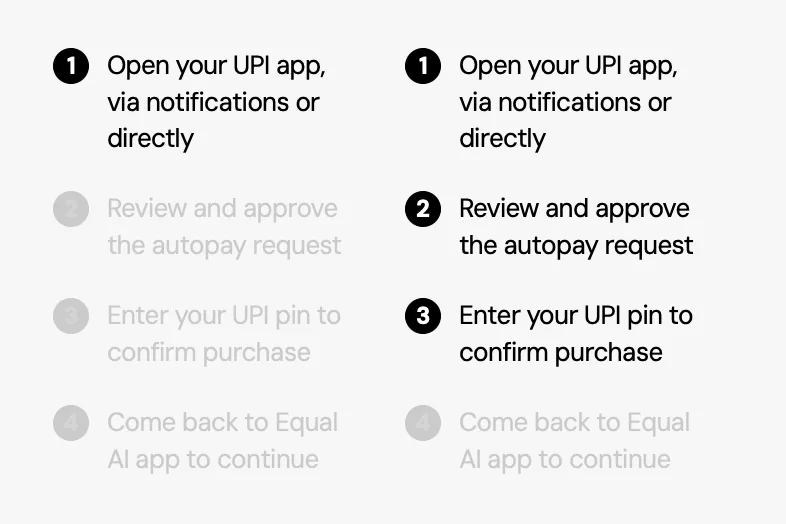 1 Open your UPI app,
via notifications or
directly
2 Review and approve
the autopay request
3 Enter your UPI pin to
confirm purchase
4 Come back to Equal
AI app to continue
1 Open your UPI app,
via notifications or
directly
2 Review and approve
the autopay request
3 Enter your UPI pin to
confirm purchase
4 Come back to Equal
AI app to continue